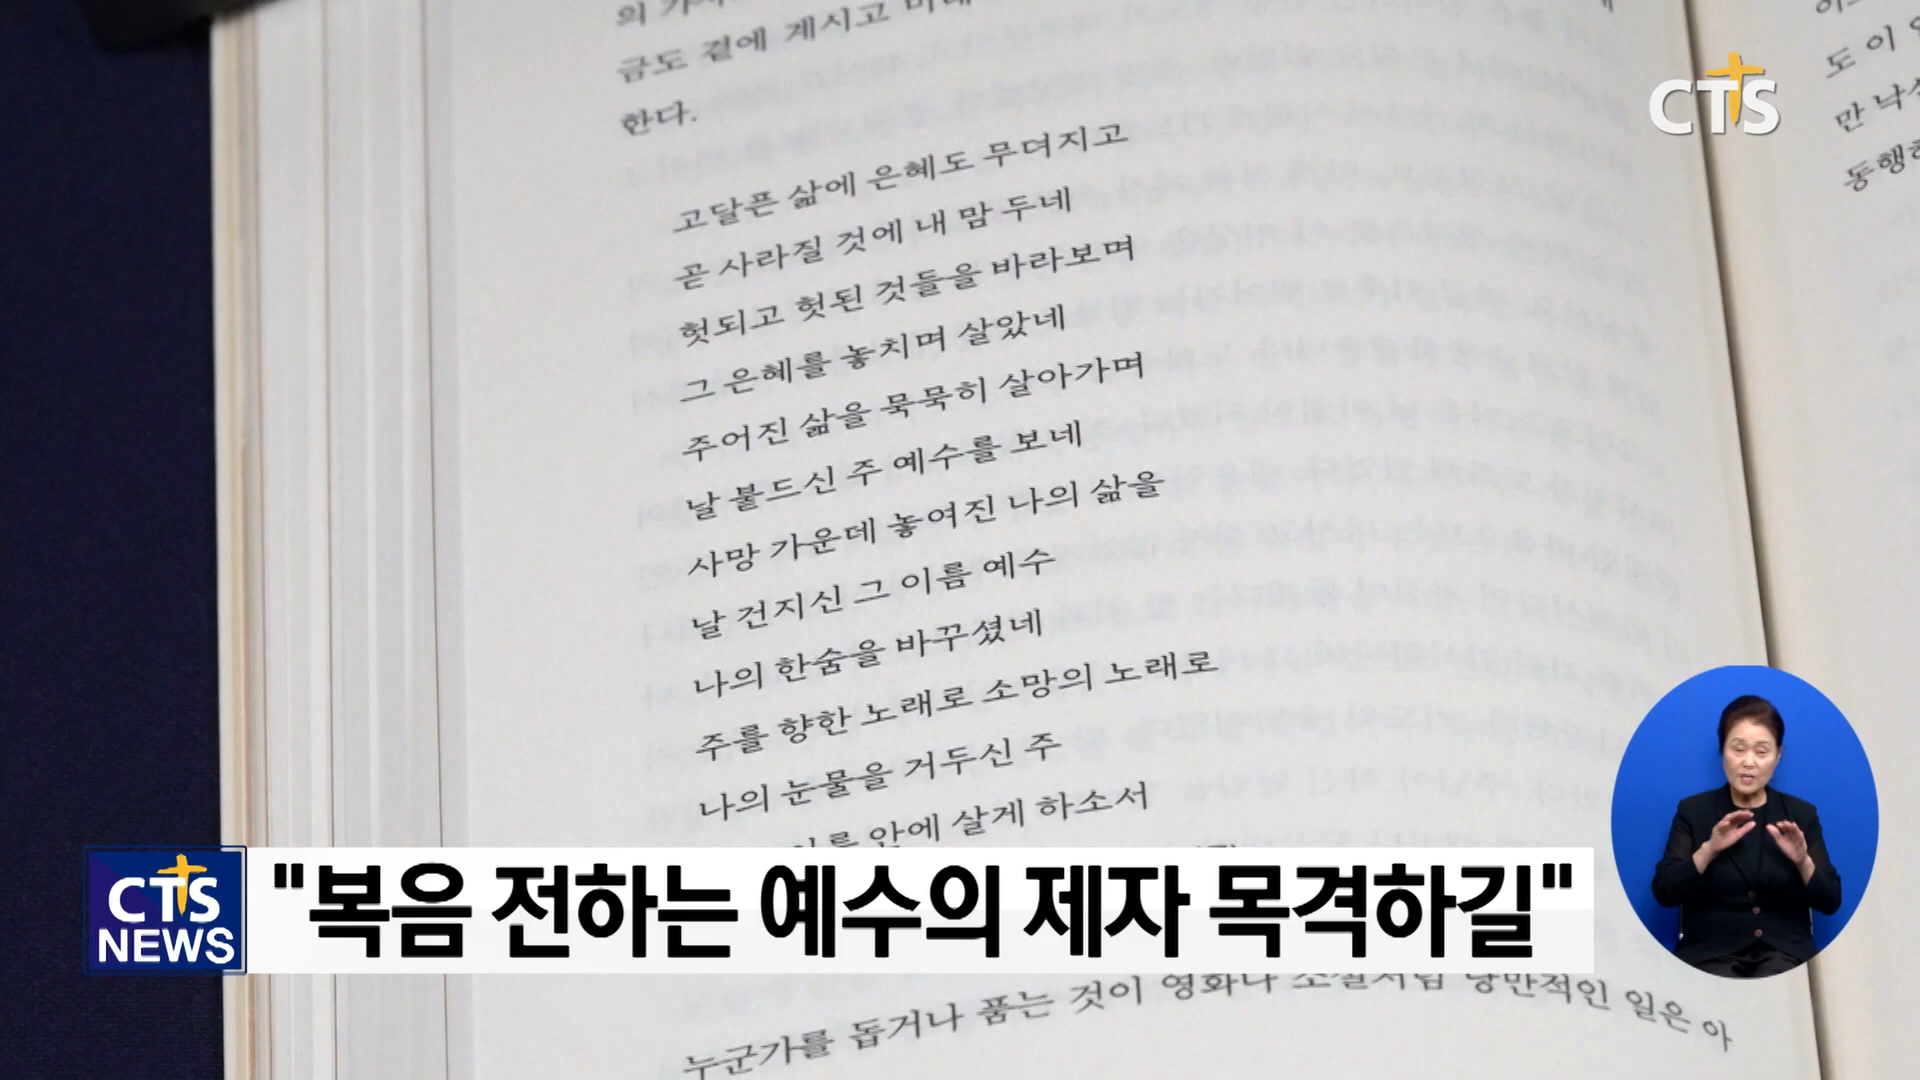 금도 곁에 계시고
한다.
고달픈 삶에 은혜도 무뎌지고
곧 사라질 것에 내 맘 두네
헛되고 헛된 것들을 바라보며
그 은혜를 놓치며 살았네
주어진 삶을 묵묵히 살아가며
날 붙드신 주 예수를 보네
사망 가운데 놓여진 나의 삶을
날 건지신 그 이름 예수
나의 한숨을 바꾸셨네
주를 향한 노래로 소망의 노래로
나의 눈물을 거두신 주
안에 살게 하소서
누군가를 돕거나 품는 것이 영화나 소설처럼 낭만적인 일은 아
도 이
만
CTS
CTS
NEWS
"복음 전하는 예수의 제자 목격하길"